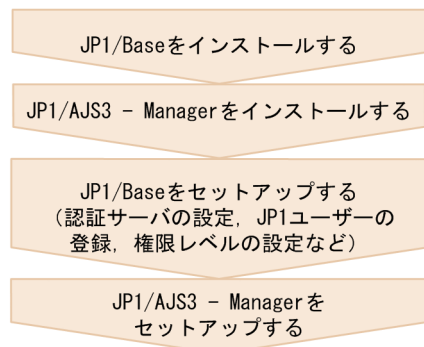 JP1/Baseをインストールする
JP1/AJS3 - Managerをインストールする
JP1/Baseをセットアップする
（認証サーバの設定，JP1ユーザーの
登録，権限レベルの設定など）
JP1/AJS3 - Managerを
セットアップする